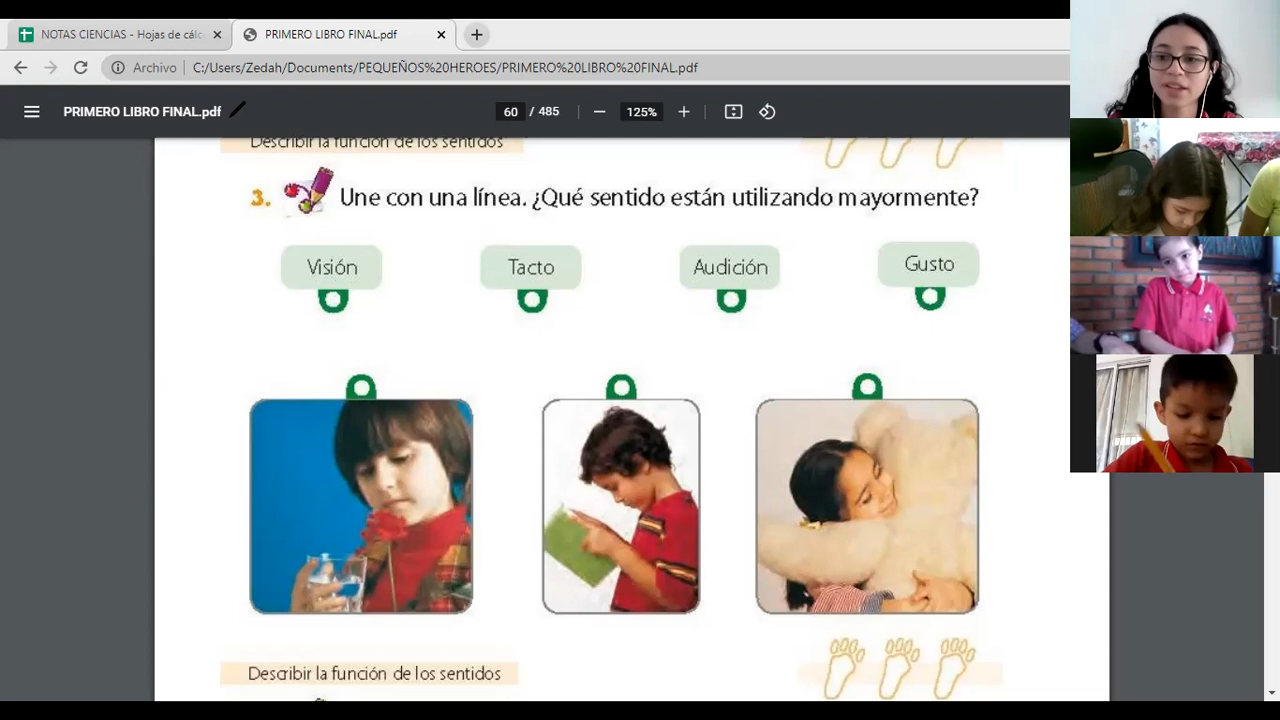 NOTAS CIENCIAS - Hojas de cálc
PRIMERO LIBRO FINAL.pdf
Archivo
C:/Users/Zedah/Documents/PEQUEÑOS%20HEROES/PRIMERO%20LIBRO%20FINAL.pdf
PRIMERO LIBRO FINAL.pdf
60 / 485
125%
Describir la función de los sentidos
3. Une con una línea. ¿Qué sentido están utilizando mayormente?
Visión
Tacto
Audición
Gusto
Describir la función de los sentidos